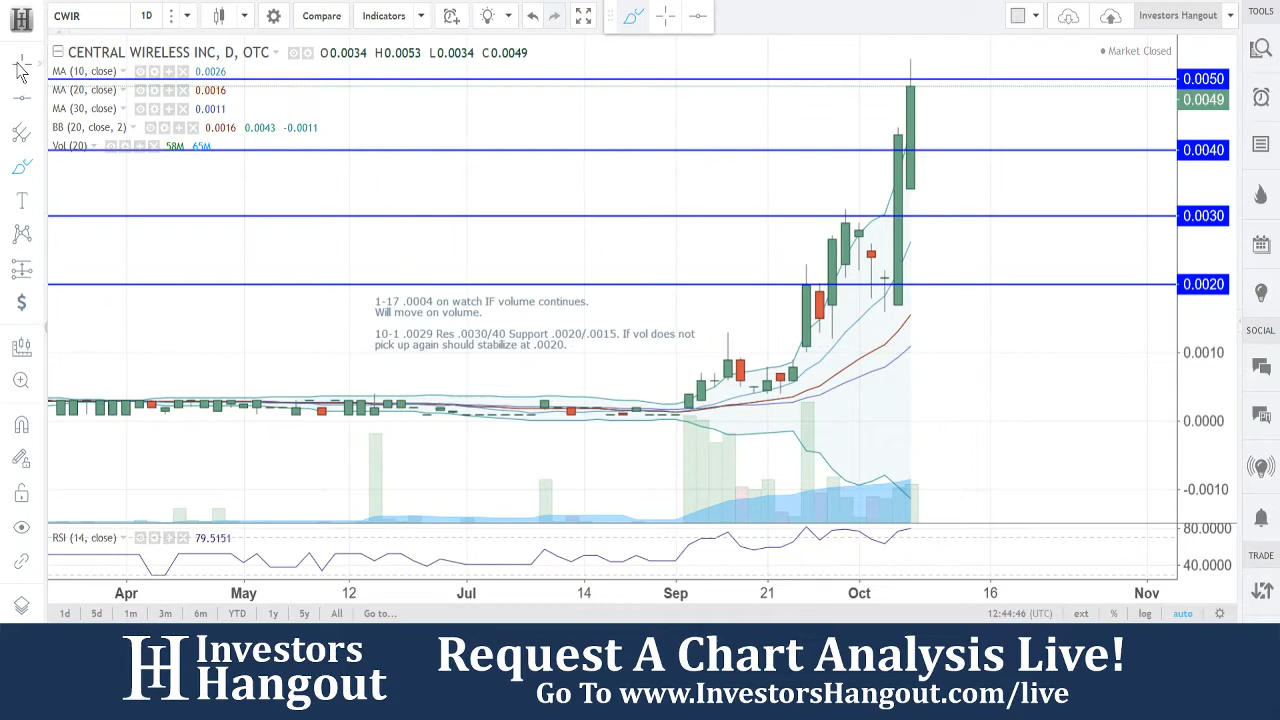 CWIR 1D Compare Indicators Investors Hangout TOOLS
CENTRAL WIRELESS INC, D, OTC O0.0034 H0.0053 L0.0034 C0.0049
Market Closed
MA (10, close) 0.0026
MA (20, close) 0.0016
MA (30, close) 0.0011
BB (20, close, 2) 0.0016 0.0043 -0.0011
Vol (20) 58M 65M
0.0050
0.0049
0.0040
0.0030
0.0020
0.0010
0.0000
-0.0010
1-17 .0004 on watch IF volume continues.
Will move on volume.
10-1 .0029 Res .0030/40 Support .0020/.0015. If vol does not
pick up again should stabilize at .0020.
SOCIAL
RSI (14, close) 79.5151
80.0000
40.0000
TRADE
Apr May 12 Jul 14 Sep 21 Oct 16 Nov
1d 5d 1m 3m 6m YTD 1y 5y All Go to... 12:44:46 (UTC) ext % log auto
Investors
Hangout
Request A Chart Analysis Live!
Go To www.InvestorsHangout.com/live